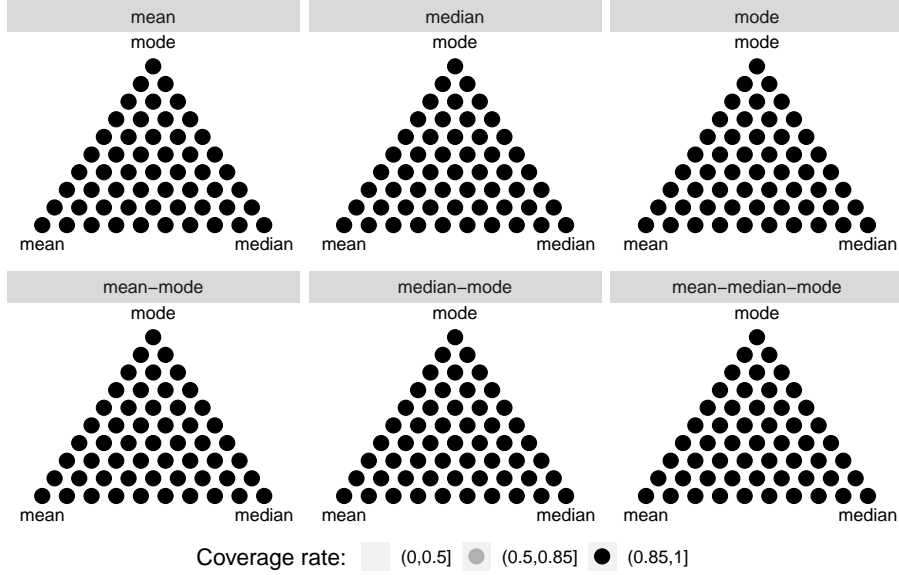 mean median mode
mode mode mode
mean median mean median mean median
mean−mode median−mode mean−median−mode
mode mode mode
mean median mean median mean median
Coverage rate: (0,0.5] (0.5,0.85] (0.85,1]